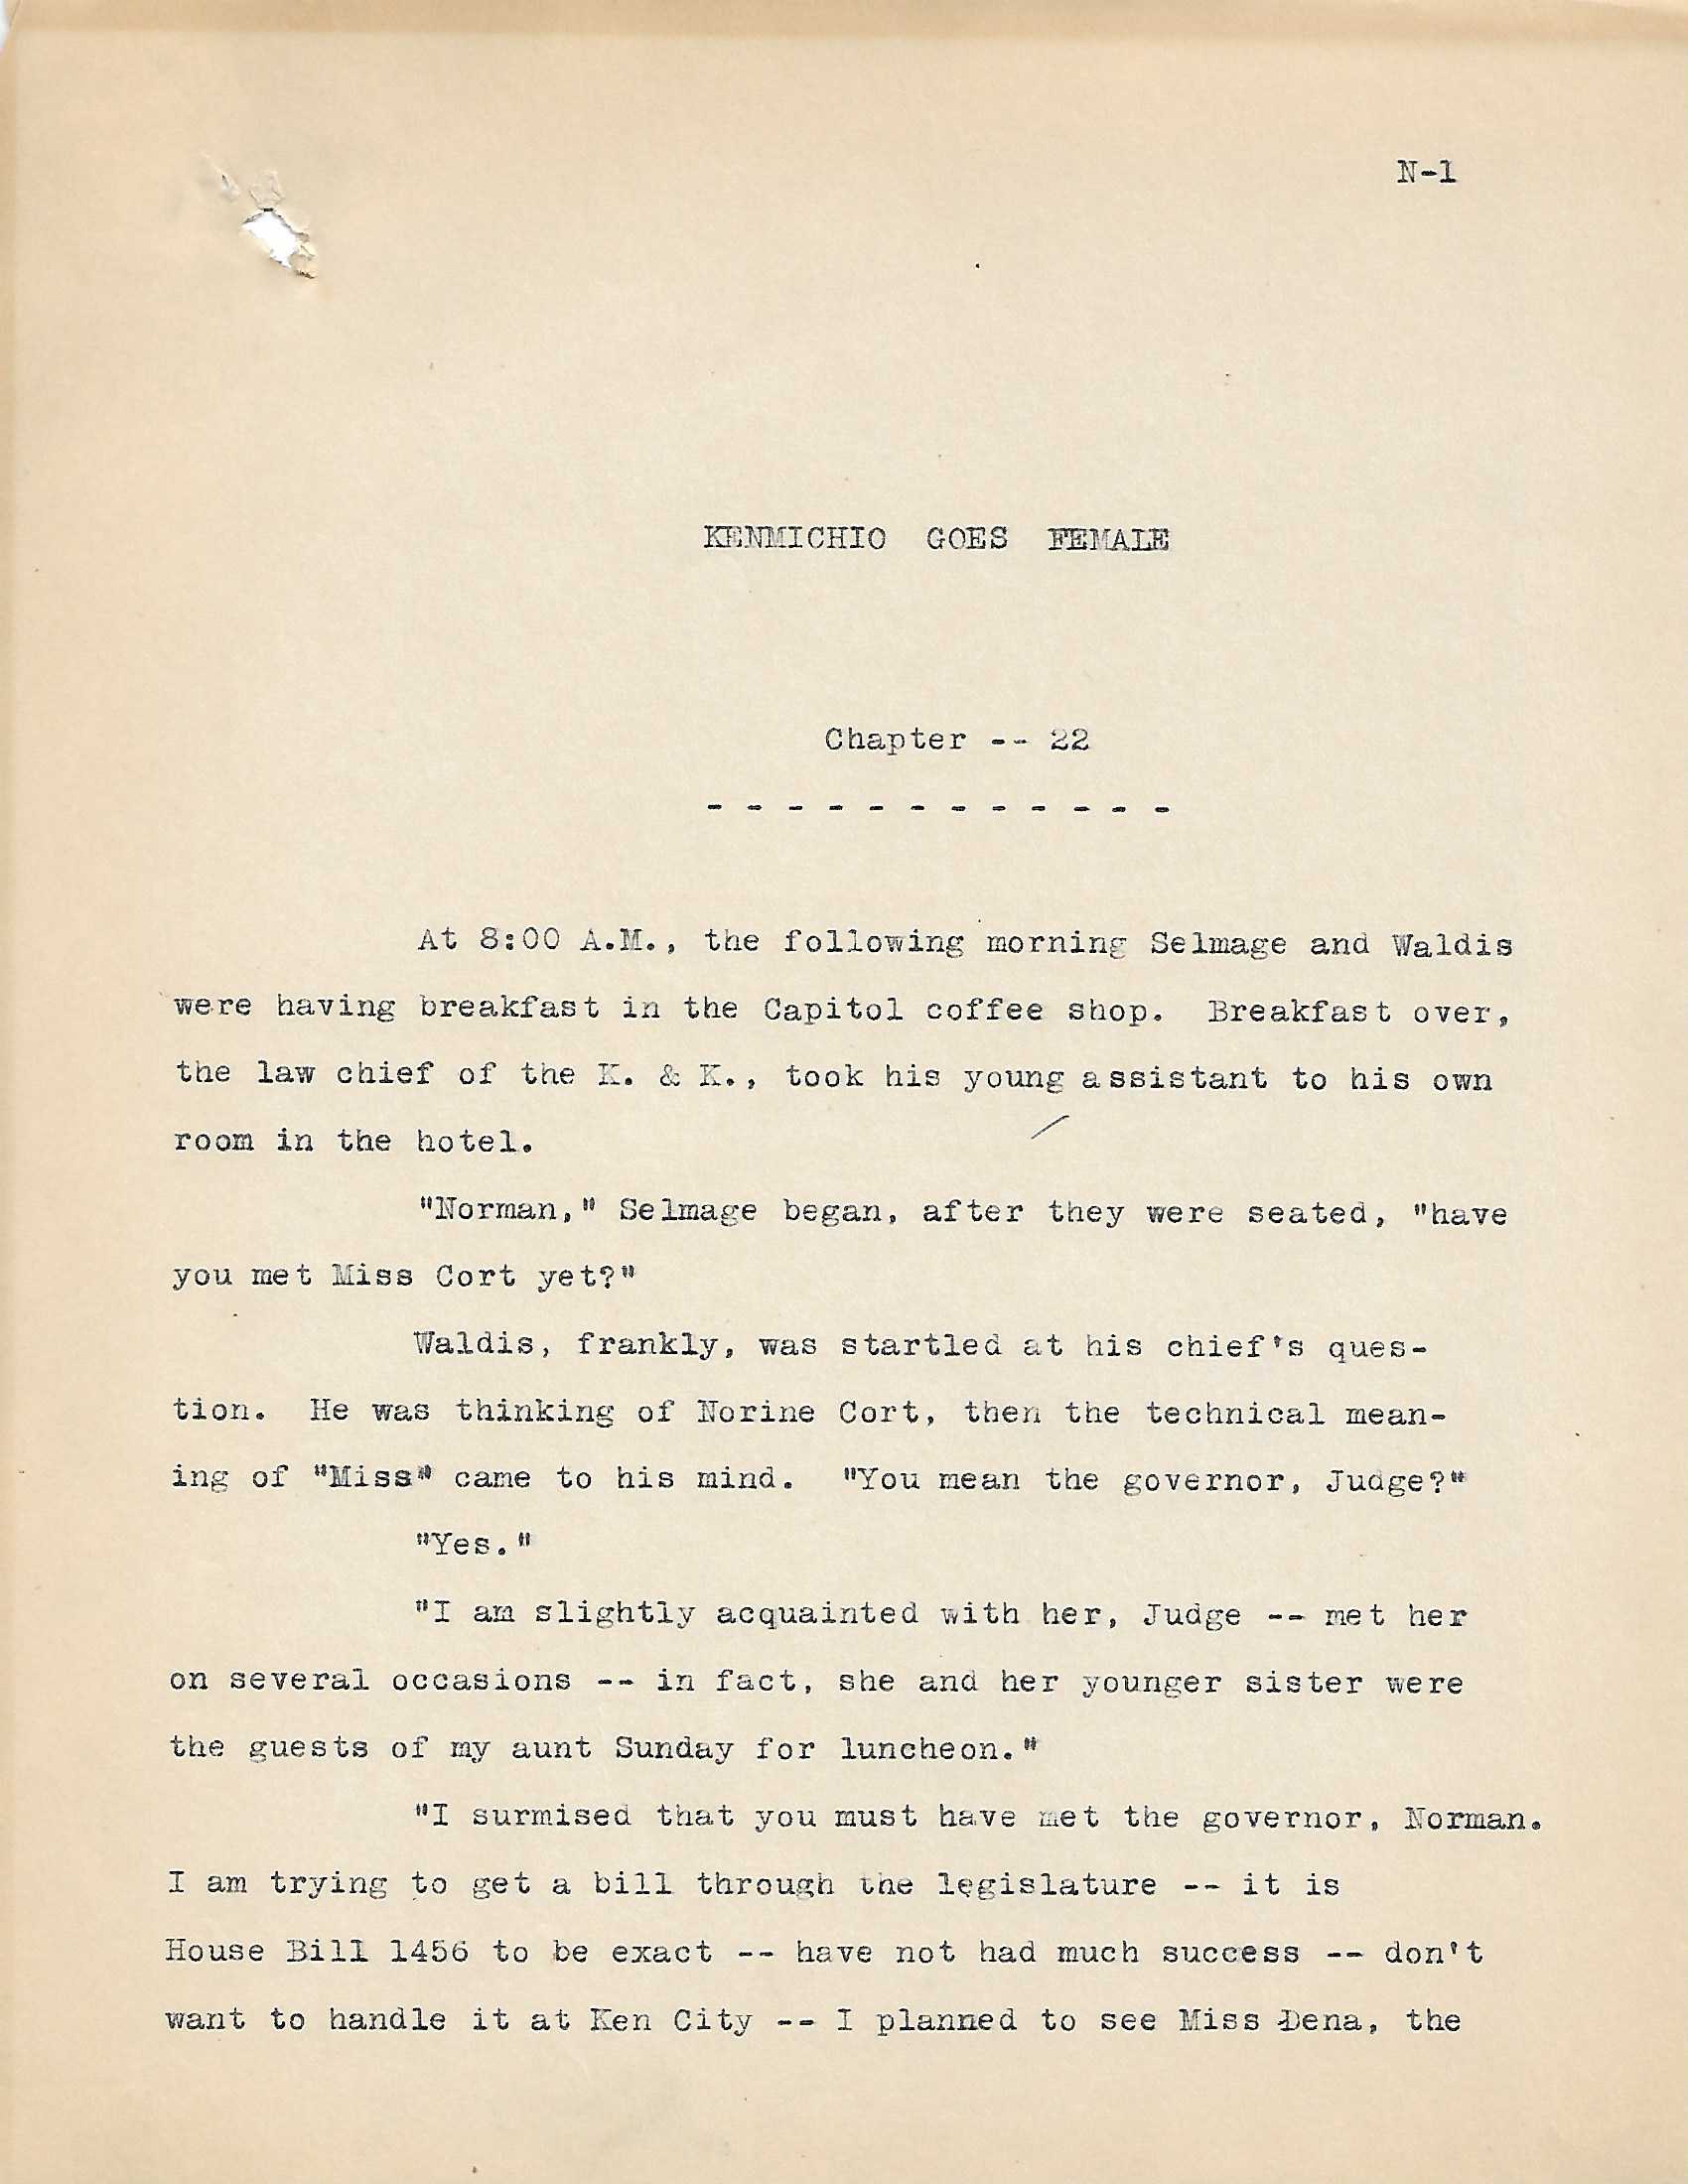 N-1
KENMICHIO GOES FEMALE
Chapter -- 22
- - - - - - - - - - - -
At 8:00 A.M., the following morning Selmage and Waldis
were having breakfast in the Capitol coffee shop. Breakfast over,
the law chief of the K. & K., took his young assistant to his own
room in the hotel.
"Norman," Selmage began, after they were seated, "have
you met Miss Cort yet?"
Waldis, frankly, was startled at his chief's ques-
tion. He was thinking of Norine Cort, then the technical mean-
ing of "Miss" came to his mind. "You mean the governor, Judge?"
"Yes."
"I am slightly acquainted with her, Judge -- met her
on several occasions -- in fact, she and her younger sister were
the guests of my aunt Sunday for luncheon."
"I surmised that you must have met the governor, Norman.
I am trying to get a bill through the legislature -- it is
House Bill 1456 to be exact -- have not had much success -- don't
want to handle it at Ken City -- I planned to see Miss Dena, the